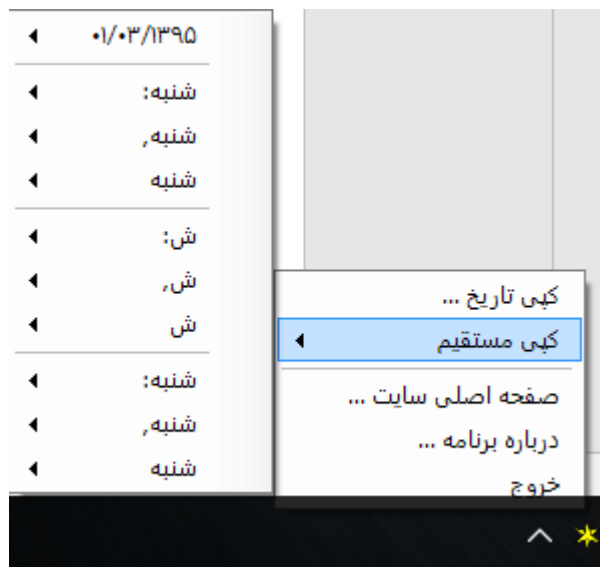 ۰۱/۰۳/۱۳۹۵
شنبه:
شنبه,
شنبه
ش:
ش,
ش
شنبه:
شنبه,
شنبه
کپی تاریخ ...
کپی مستقیم
صفحه اصلی سایت ...
درباره برنامه ...
خروج